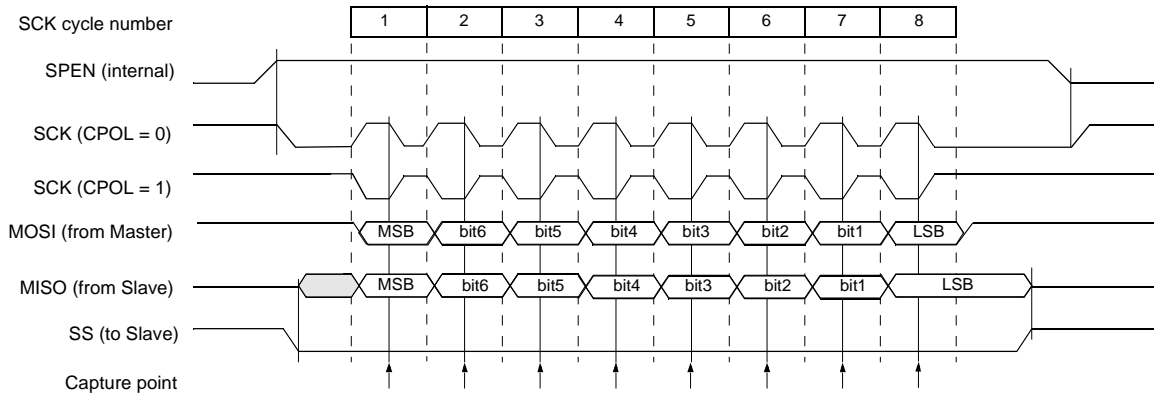 SCK cycle number 1 2 3 4 5 6 7 8
SPEN (internal)
SCK (CPOL = 0)
SCK (CPOL = 1)
MOSI (from Master) MSB bit6 bit5 bit4 bit3 bit2 bit1 LSB
MISO (from Slave) MSB bit6 bit5 bit4 bit3 bit2 bit1 LSB
SS (to Slave)
Capture point